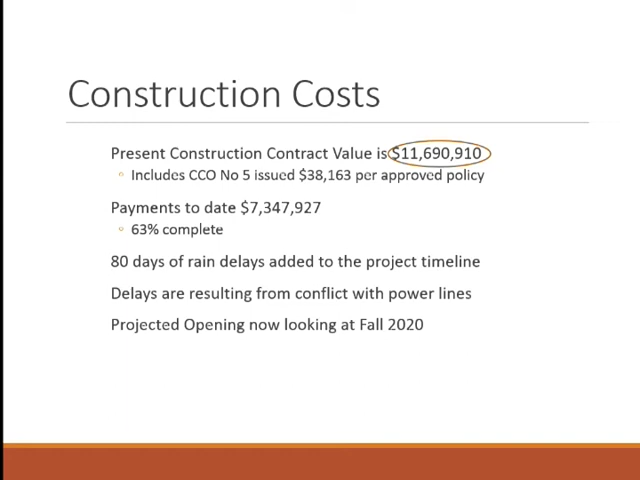 Construction Costs
Present Construction Contract Value is $11,690,910
Includes CCO No 5 issued $38,163 per approved policy
Payments to date $7,347,927
63% complete
80 days of rain delays added to the project timeline
Delays are resulting from conflict with power lines
Projected Opening now looking at Fall 2020